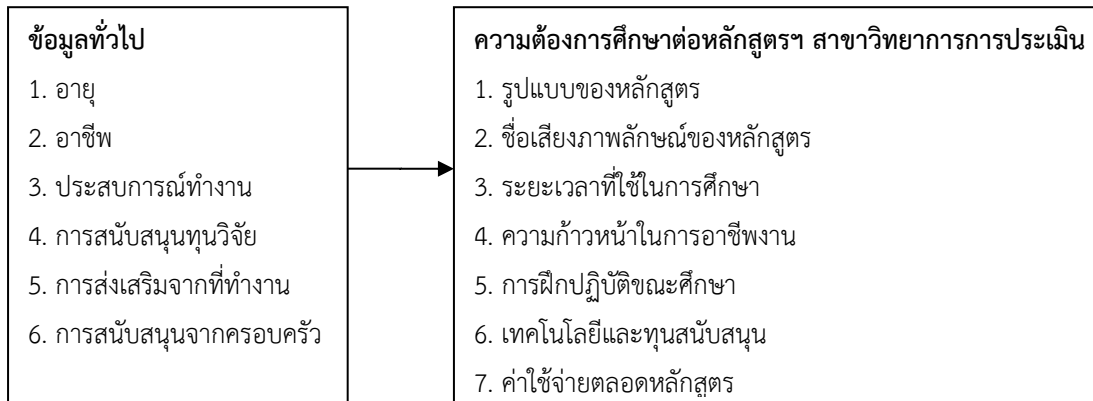 ข้อมูลทั่วไป
1. อายุ
2. อาชีพ
3. ประสบการณ์ทำงาน
4. การสนับสนุนทุนวิจัย
5. การส่งเสริมจากที่ทำงาน
6. การสนับสนุนจากครอบครัว
ความต้องการศึกษาต่อหลักสูตรฯ สาขาวิทยาการการประเมิน
1. รูปแบบของหลักสูตร
2. ชื่อเสียงภาพลักษณ์ของหลักสูตร
3. ระยะเวลาที่ใช้ในการศึกษา
4. ความก้าวหน้าในการอาชีพงาน
5. การฝึกปฏิบัติขณะศึกษา
6. เทคโนโลยีและทุนสนับสนุน
7. ค่าใช้จ่ายตลอดหลักสูตร